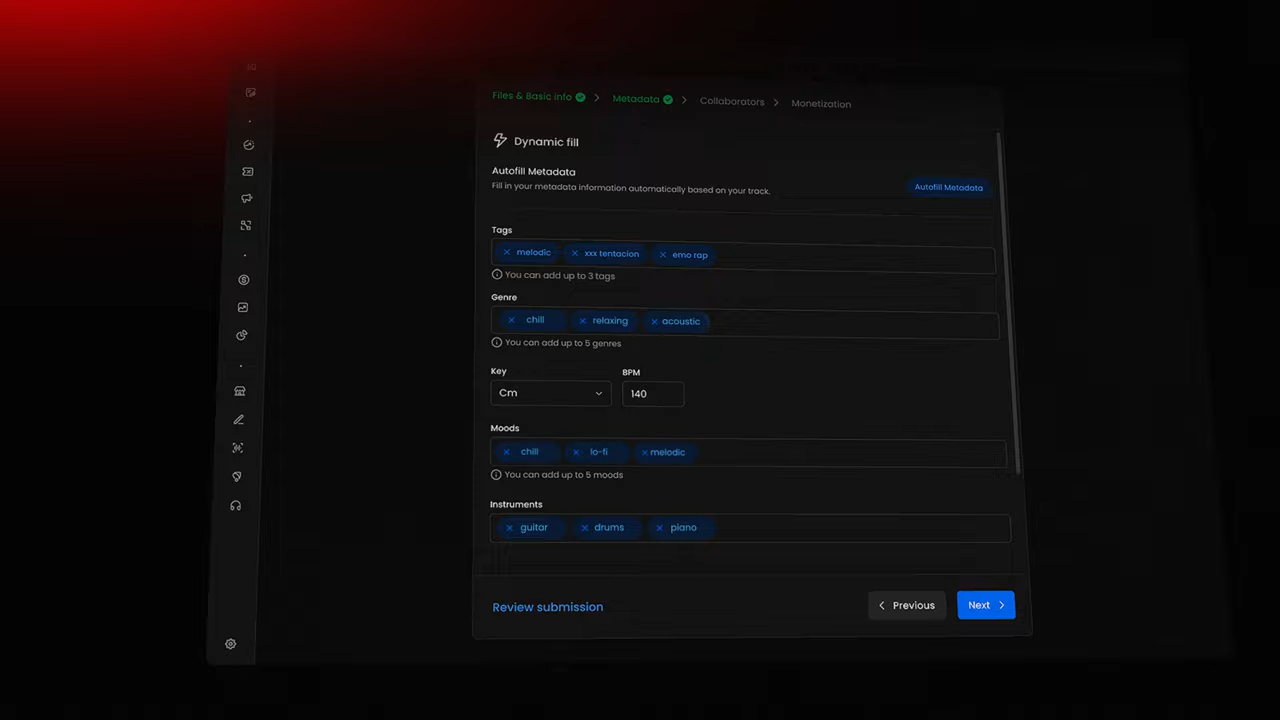 Files & Basic info > Metadata > Collaborators > Monetization
Dynamic fill
Autofill Metadata
Fill in your metadata information automatically based on your track.
Autofill Metadata
Tags
× melodic × xxx tentacion × emo rap
You can add up to 3 tags
Genre
× chill × relaxing × acoustic
You can add up to 5 genres
Key BPM
Cm 140
Moods
× chill × lo-fi × melodic
You can add up to 5 moods
Instruments
× guitar × drums × piano
Review submission < Previous Next >